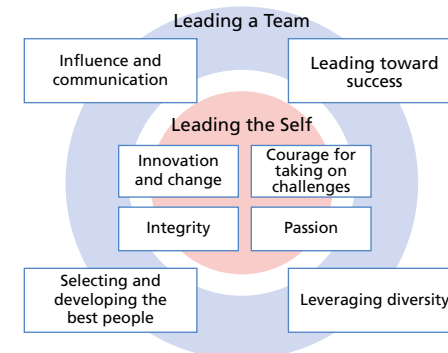 Leading a Team
Influence and
communication
Leading toward
success
Leading the Self
Innovation
and change
Courage for
taking on
challenges
Integrity
Passion
Selecting and
developing the
best people
Leveraging diversity